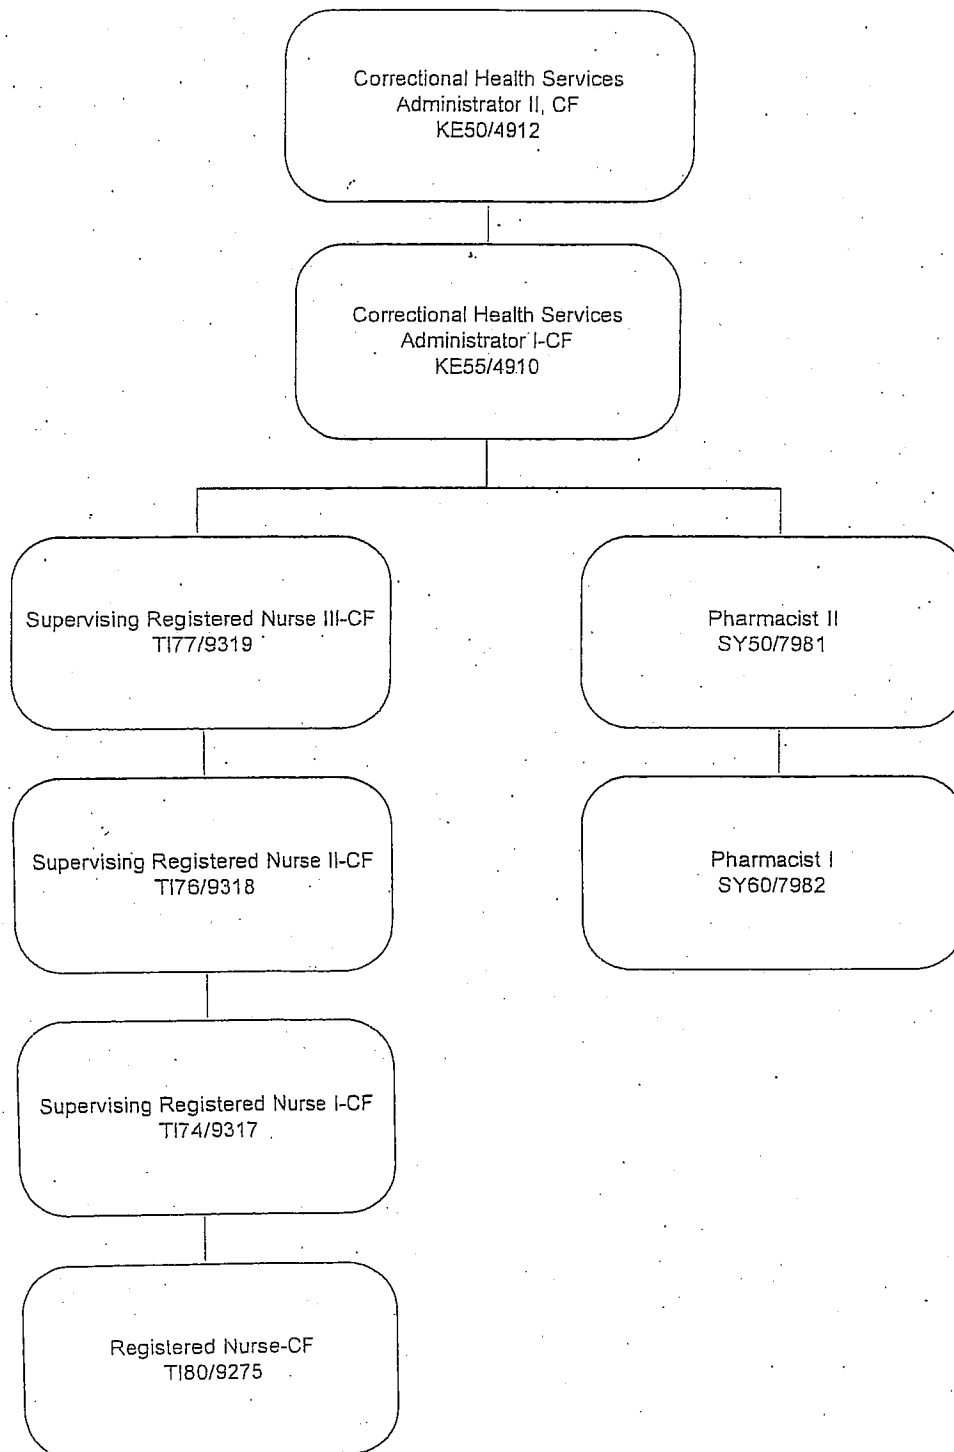 Correctional Health Services
Administrator II, CF
KE50/4912
Correctional Health Services
Administrator I-CF
KE55/4910
Supervising Registered Nurse III-CF
TI77/9319
Pharmacist II
SY50/7981
Supervising Registered Nurse II-CF
TI76/9318
Pharmacist I
SY60/7982
Supervising Registered Nurse I-CF
TI74/9317
Registered Nurse-CF
TI80/9275